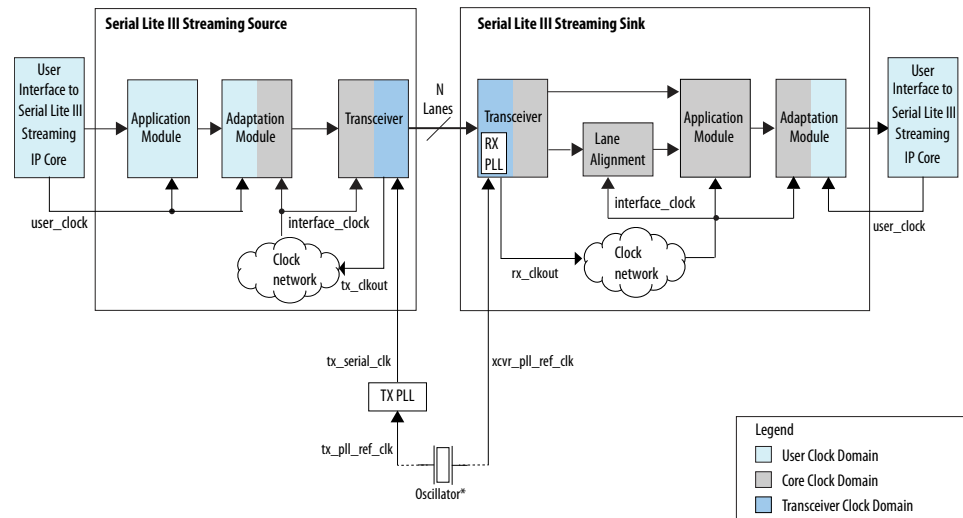 Serial Lite III Streaming Source
Serial Lite III Streaming Sink
User
Interface to
Serial Lite III
Streaming
IP Core
Application
Module
Adaptation
Module
Transceiver
N
Lanes
Transceiver
RX
PLL
Lane
Alignment
Application
Module
Adaptation
Module
User
Interface to
Serial Lite III
Streaming
IP Core
user_clock
interface_clock
Clock
network
tx_clkout
interface_clock
rx_clkout
Clock
network
user_clock
tx_serial_clk
xcvr_pll_ref_clk
TX PLL
tx_pll_ref_clk
Oscillator*
Legend
User Clock Domain
Core Clock Domain
Transceiver Clock Domain